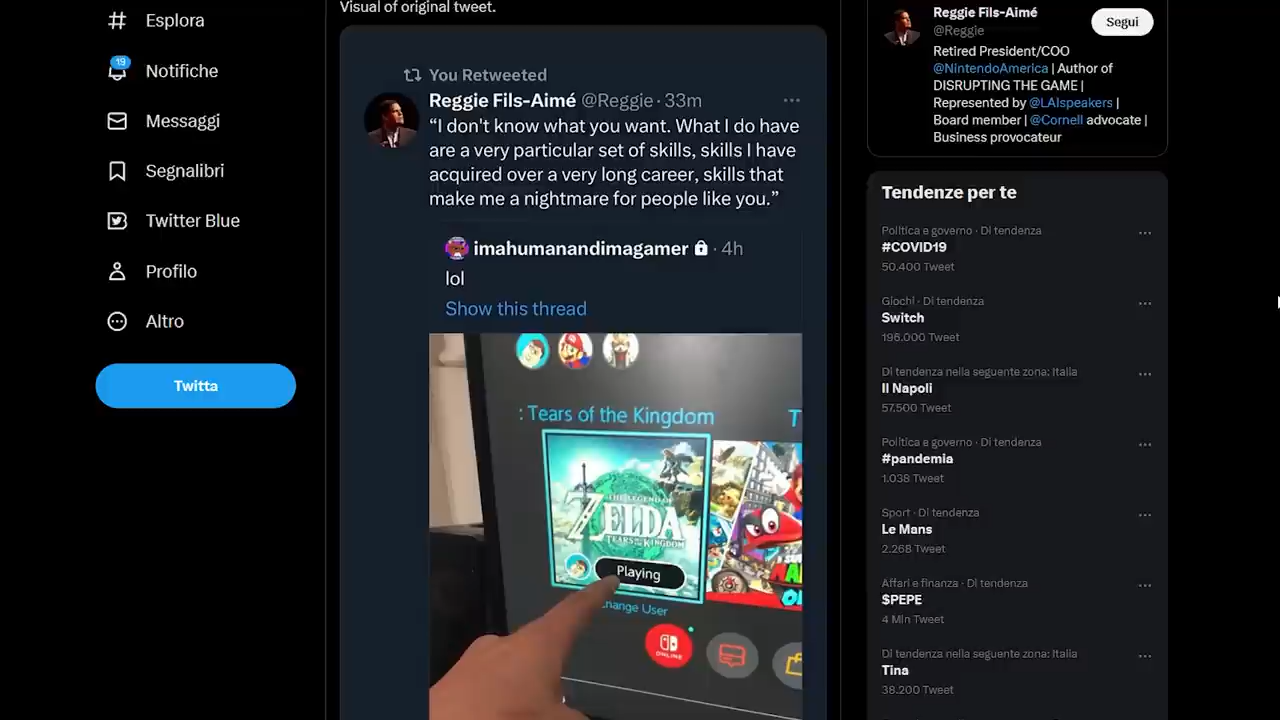 Esplora
19
Notifiche
Messaggi
Segnalibri
Twitter Blue
Profilo
Altro
Twitta
Visual of original tweet.
You Retweeted
Reggie Fils-Aimé @Reggie · 33m
“I don't know what you want. What I do have
are a very particular set of skills, skills I have
acquired over a very long career, skills that
make me a nightmare for people like you.”
imahumanandimagamer · 4h
lol
Show this thread
: Tears of the Kingdom
T
THE LEGEND OF
ZELDA
TEARS OF THE KINGDOM
Playing
Change User
ONLINE
Reggie Fils-Aimé
@Reggie
Segui
Retired President/COO
@NintendoAmerica | Author of
DISRUPTING THE GAME |
Represented by @LAIspeakers |
Board member | @Cornell advocate |
Business provocateur
Tendenze per te
Politica e governo · Di tendenza
#COVID19
50.400 Tweet
Giochi · Di tendenza
Switch
196.000 Tweet
Di tendenza nella seguente zona: Italia
Il Napoli
57.500 Tweet
Politica e governo · Di tendenza
#pandemia
1.038 Tweet
Sport · Di tendenza
Le Mans
2.268 Tweet
Affari e finanza · Di tendenza
$PEPE
4 Mln Tweet
Di tendenza nella seguente zona: Italia
Tina
38.200 Tweet